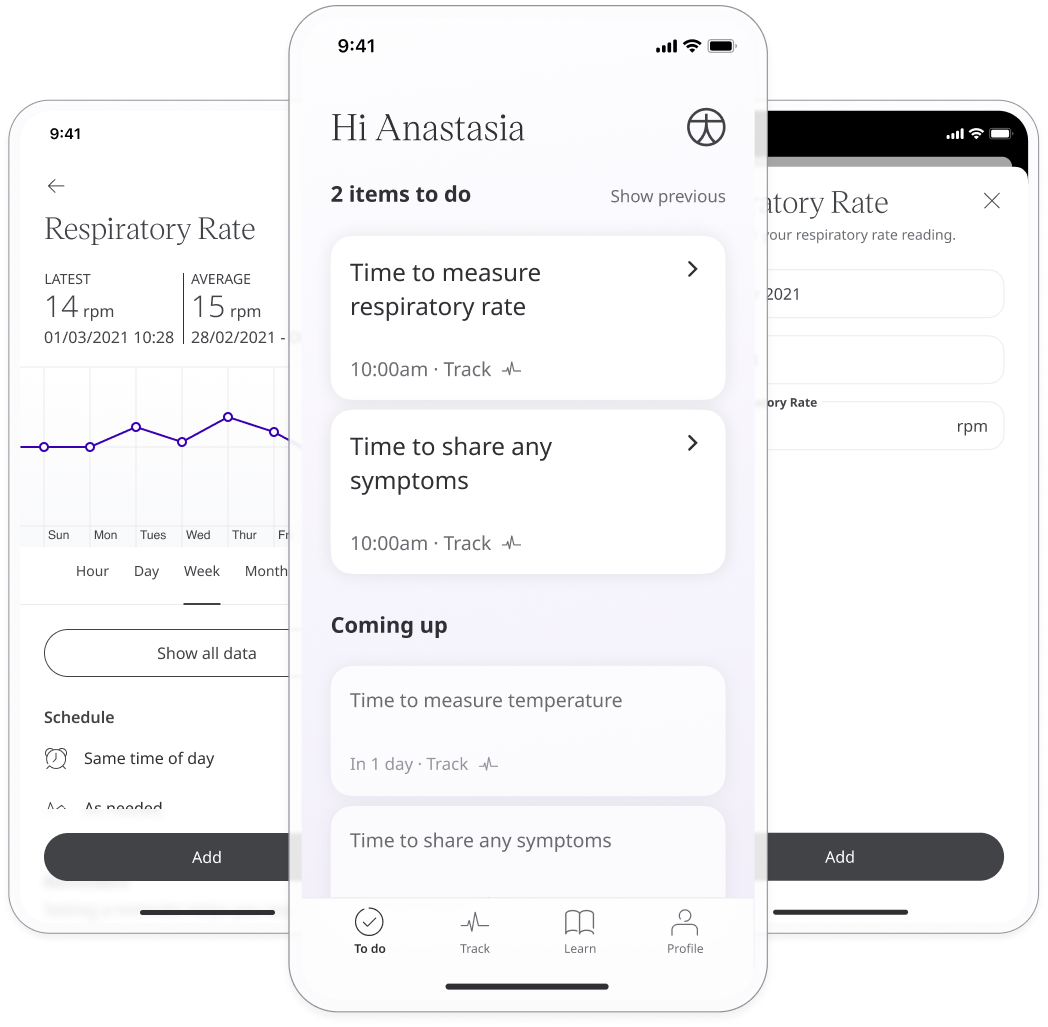 9:41
Respiratory Rate
LATEST
14 rpm
01/03/2021 10:28
AVERAGE
15 rpm
28/02/2021 -
Sun Mon Tues Wed Thur
Hour Day Week Month
Show all data
Schedule
Same time of day
As needed
Add
9:41
Hi Anastasia
2 items to do Show previous
Time to measure
respiratory rate
10:00am · Track
Time to share any
symptoms
10:00am · Track
Coming up
Time to measure temperature
In 1 day · Track
Time to share any symptoms
To do Track Learn Profile
atory Rate
your respiratory rate reading.
2021
ory Rate
rpm
Add